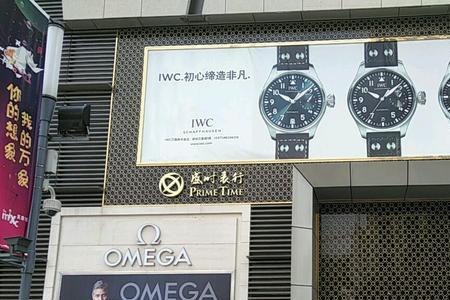 IWC.初心缔造非凡.
IWC
SCHAFFHAUSEN
盛时表行
PRIME TIME
OMEGA
OMEGA
你的想象
我的万象
mixc